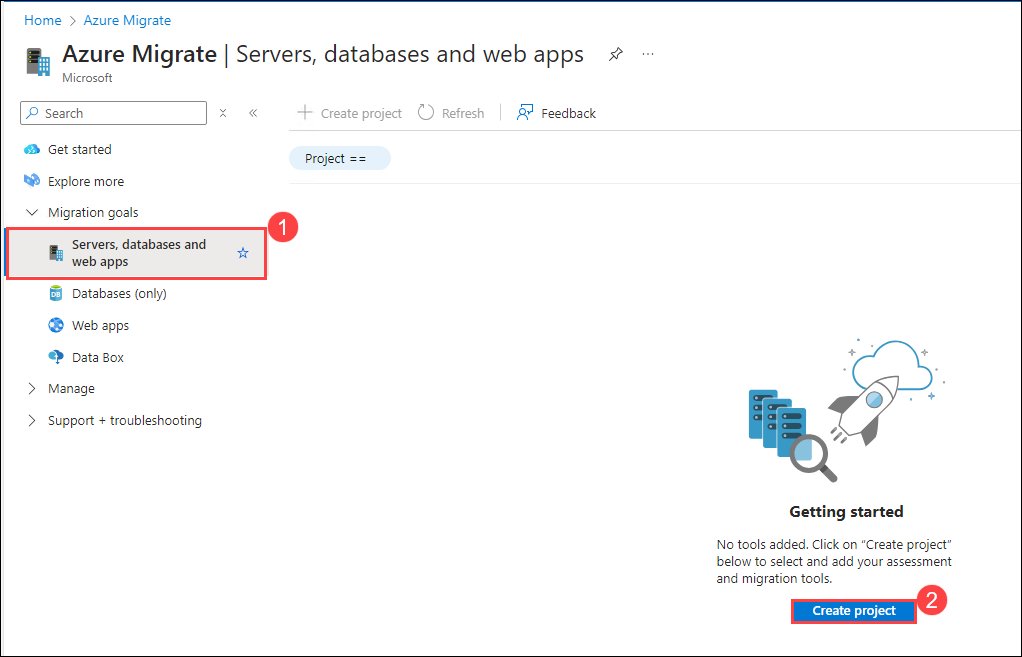 Home > Azure Migrate
Azure Migrate | Servers, databases and web apps
Microsoft
Search
Create project
Refresh
Feedback
Project ==
Get started
Explore more
Migration goals
Servers, databases and
web apps
1
DB
Databases (only)
Web apps
Data Box
Manage
Support + troubleshooting
Getting started
No tools added. Click on “Create project”
below to select and add your assessment
and migration tools.
Create project
2